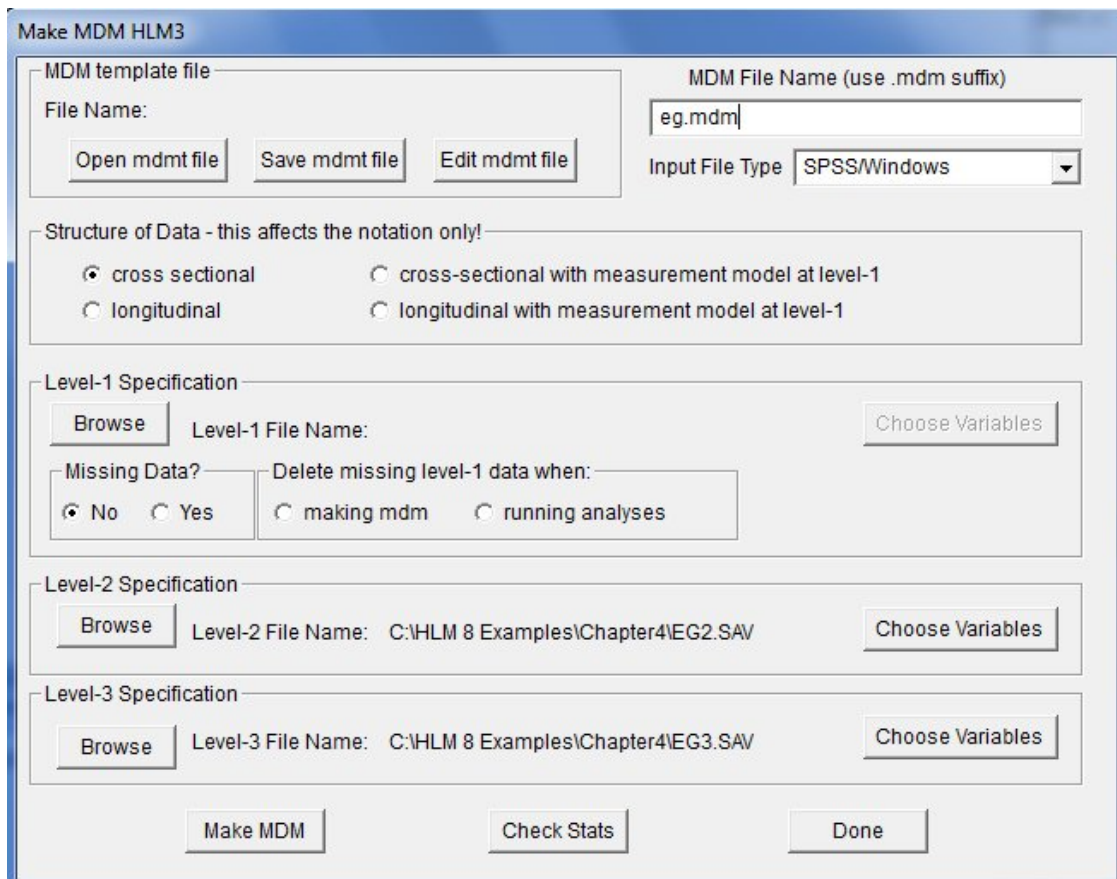 Make MDM HLM3
MDM template file
File Name:
Open mdmt file
Save mdmt file
Edit mdmt file
MDM File Name (use .mdm suffix)
eg.mdm
Input File Type
SPSS/Windows
Structure of Data - this affects the notation only!
cross sectional
cross-sectional with measurement model at level-1
longitudinal
longitudinal with measurement model at level-1
Level-1 Specification
Browse
Level-1 File Name:
Choose Variables
Missing Data?
No
Yes
Delete missing level-1 data when:
making mdm
running analyses
Level-2 Specification
Browse
Level-2 File Name: C:\HLM 8 Examples\Chapter4\EG2.SAV
Choose Variables
Level-3 Specification
Browse
Level-3 File Name: C:\HLM 8 Examples\Chapter4\EG3.SAV
Choose Variables
Make MDM
Check Stats
Done